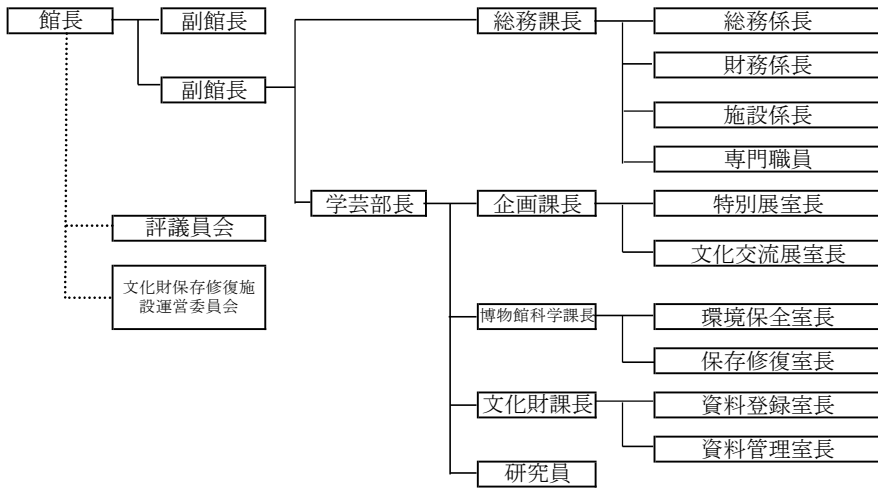 館長
副館長
総務課長
総務係長
財務係長
副館長
施設係長
専門職員
学芸部長
企画課長
特別展室長
評議員会
文化交流展室長
文化財保存修復施
設運営委員会
博物館科学課長
環境保全室長
保存修復室長
文化財課長
資料登録室長
資料管理室長
研究員